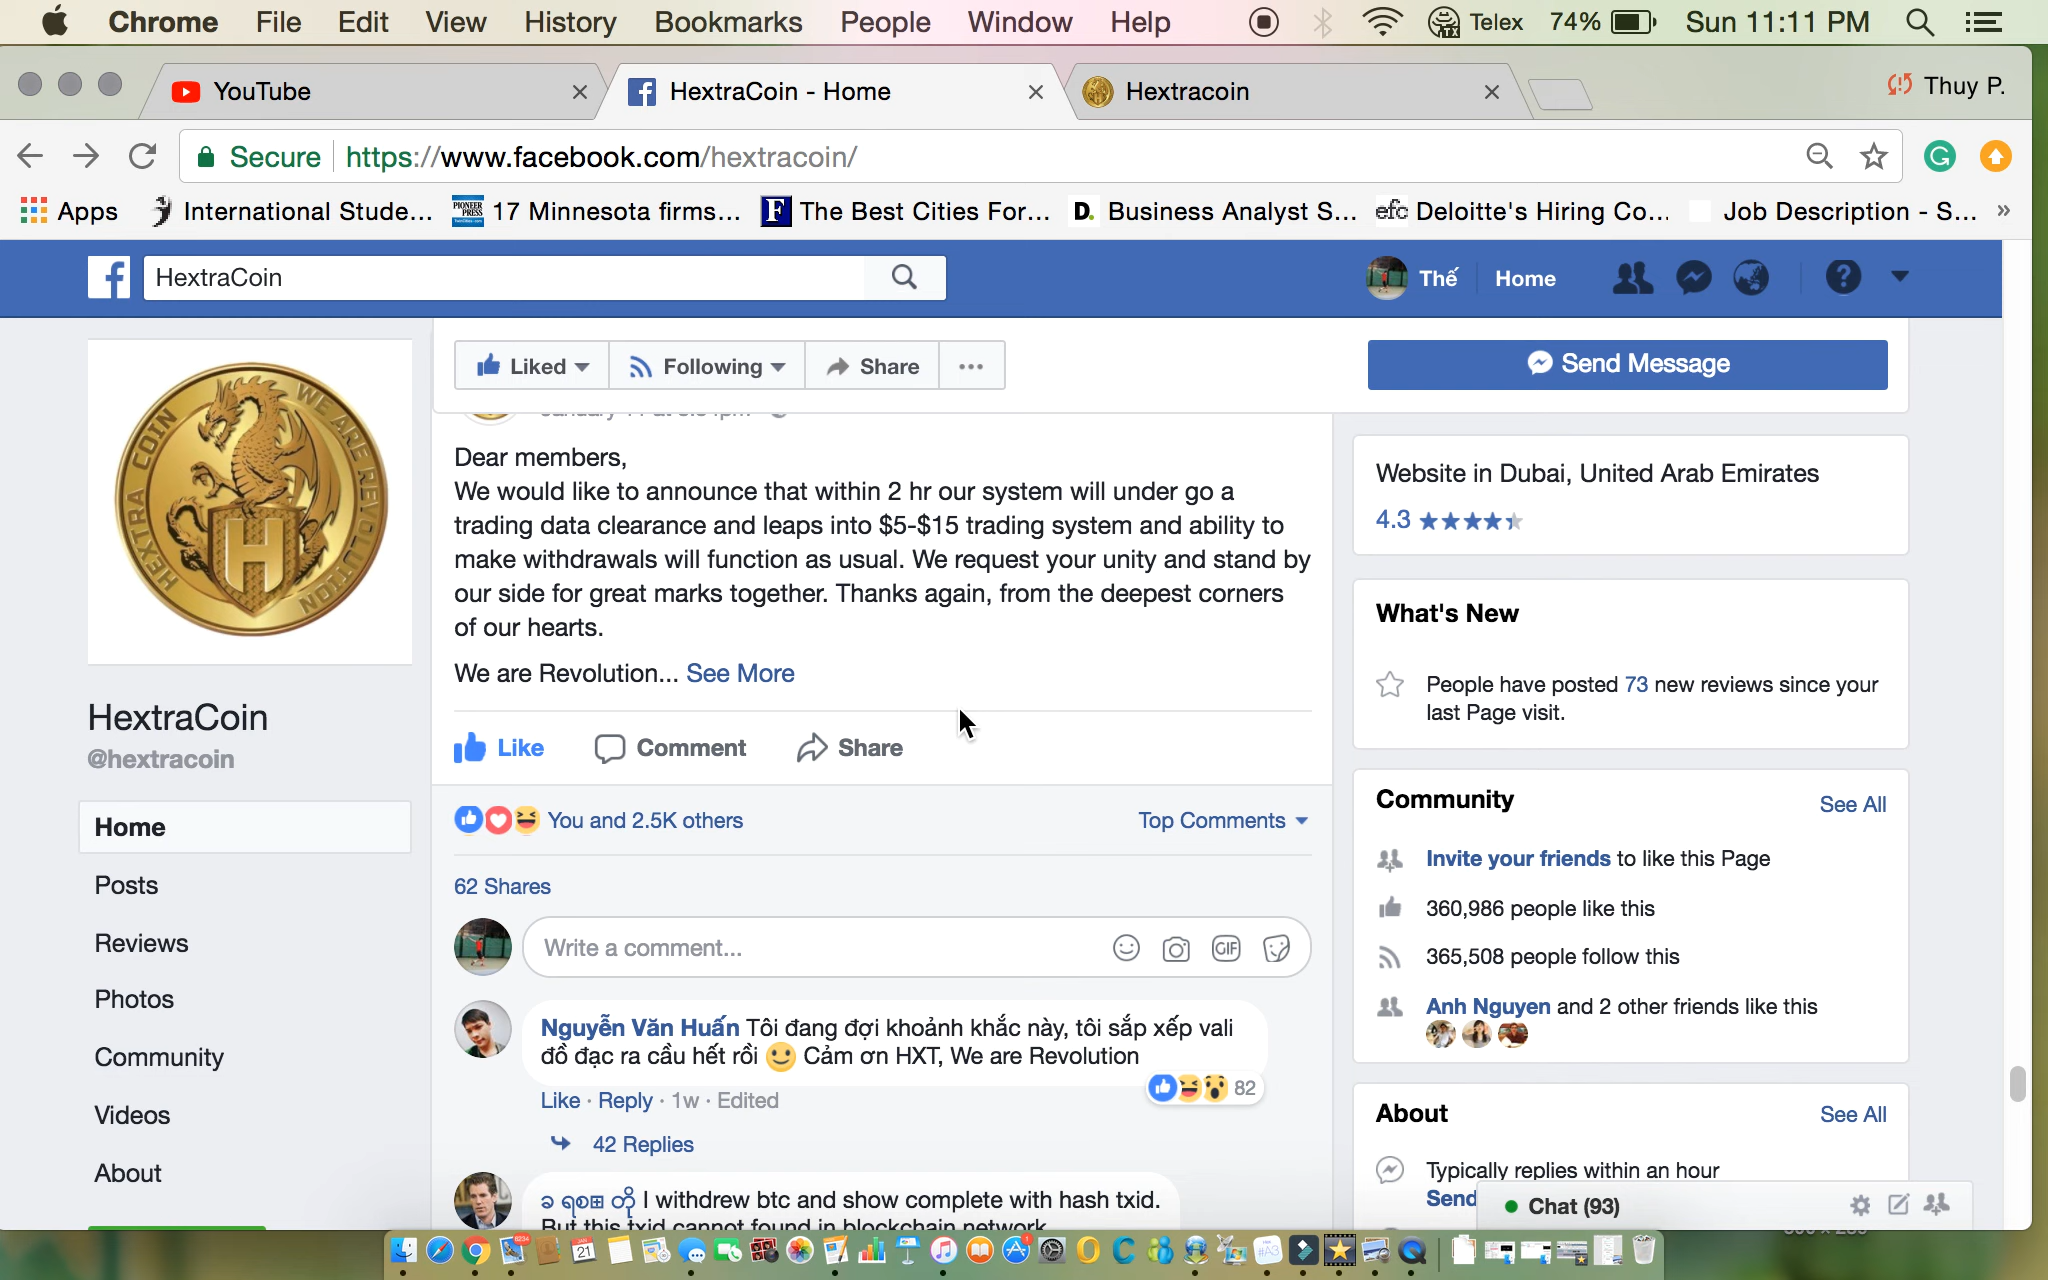 Chrome File Edit View History Bookmarks People Window Help Telex 74% Sun 11:11 PM
YouTube HextraCoin - Home Hextracoin Thuy P.
Secure https://www.facebook.com/hextracoin/
Apps International Stude... 17 Minnesota firms... The Best Cities For... Business Analyst S... Deloitte's Hiring Co... Job Description - S... »
HextraCoin Thế Home
Liked Following Share ...
Send Message
HEXTRA COIN WE ARE REVOLUTION
H
HextraCoin
@hextracoin
Home
Posts
Reviews
Photos
Community
Videos
About
Dear members,
We would like to announce that within 2 hr our system will under go a
trading data clearance and leaps into $5-$15 trading system and ability to
make withdrawals will function as usual. We request your unity and stand by
our side for great marks together. Thanks again, from the deepest corners
of our hearts.
We are Revolution... See More
Like Comment Share
You and 2.5K others Top Comments
62 Shares
Write a comment... GIF
Nguyễn Văn Huấn Tôi đang đợi khoảnh khắc này, tôi sắp xếp vali
đồ đạc ra cầu hết rồi Cảm ơn HXT, We are Revolution
82
Like · Reply · 1w · Edited
42 Replies
I withdrew btc and show complete with hash txid.
But this txid cannot found in blockchain network
Website in Dubai, United Arab Emirates
4.3
What's New
People have posted 73 new reviews since your
last Page visit.
Community See All
Invite your friends to like this Page
360,986 people like this
365,508 people follow this
Anh Nguyen and 2 other friends like this
About See All
Typically replies within an hour
Send
Chat (93)